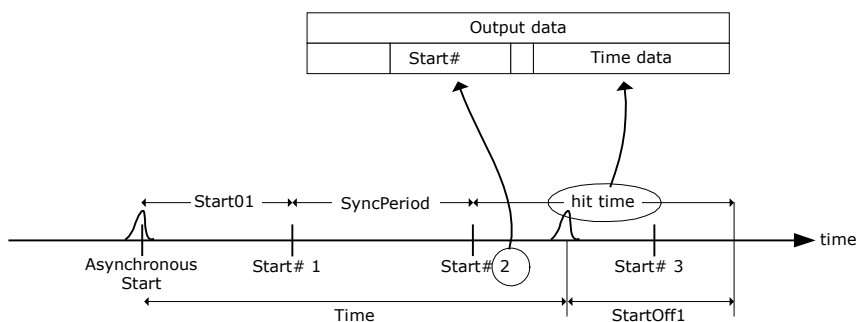 Output data
Start# Time data
Start01 SyncPeriod hit time
time
Asynchronous
Start
Start# 1 Start# 2 Start# 3
Time StartOff1